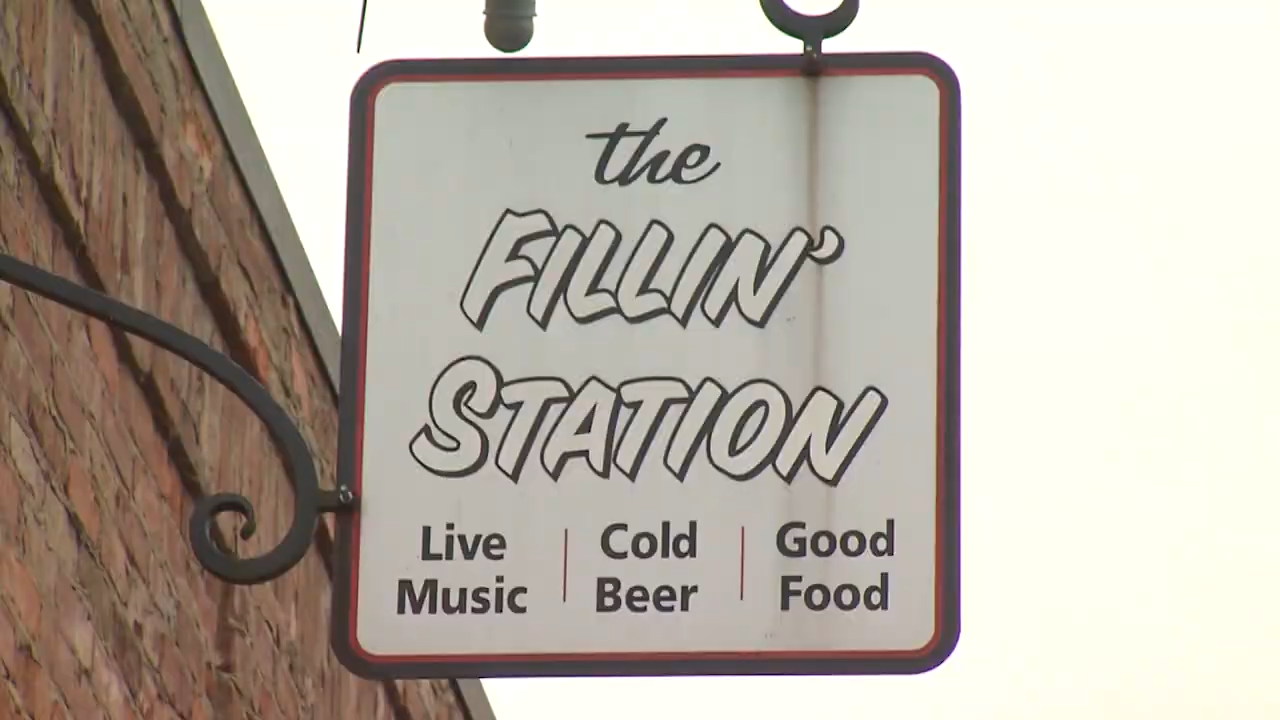 the
FILLIN'
STATION
Live Music
Cold Beer
Good Food